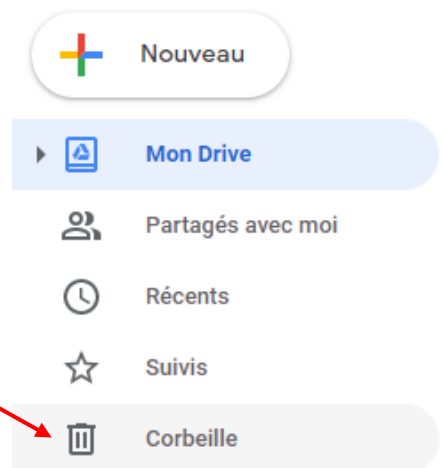 Nouveau
Mon Drive
Partagés avec moi
Récents
Suivis
Corbeille